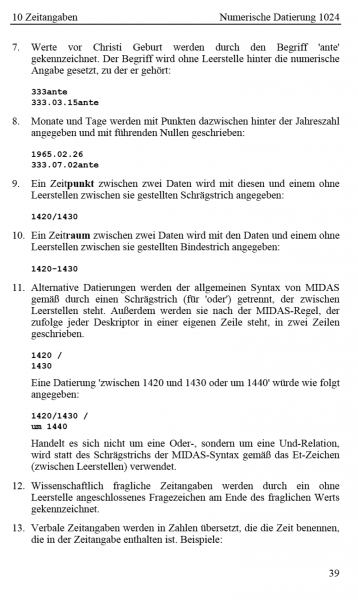 10 Zeitangaben Numerische Datierung 1024
7. Werte vor Christi Geburt werden durch den Begriff 'ante'
gekennzeichnet. Der Begriff wird ohne Leerstelle hinter die numerische
Angabe gesetzt, zu der er gehört:
333ante
333.03.15ante
8. Monate und Tage werden mit Punkten dazwischen hinter der Jahreszahl
angegeben und mit führenden Nullen geschrieben:
1965.02.26
333.07.02ante
9. Ein Zeitpunkt zwischen zwei Daten wird mit diesen und einem ohne
Leerstellen zwischen sie gestellten Schrägstrich angegeben:
1420/1430
10. Ein Zeitraum zwischen zwei Daten wird mit den Daten und einem ohne
Leerstellen zwischen sie gestellten Bindestrich angegeben:
1420-1430
11. Alternative Datierungen werden der allgemeinen Syntax von MIDAS
gemäß durch einen Schrägstrich (für 'oder') getrennt, der zwischen
Leerstellen steht. Außerdem werden sie nach der MIDAS-Regel, der
zufolge jeder Deskriptor in einer eigenen Zeile steht, in zwei Zeilen
geschrieben.
1420 /
1430
Eine Datierung 'zwischen 1420 und 1430 oder um 1440' würde wie folgt
angegeben:
1420/1430 /
um 1440
Handelt es sich nicht um eine Oder-, sondern um eine Und-Relation,
wird statt des Schrägstrichs der MIDAS-Syntax gemäß das Et-Zeichen
(zwischen Leerstellen) verwendet.
12. Wissenschaftlich fragliche Zeitangaben werden durch ein ohne
Leerstelle angeschlossenes Fragezeichen am Ende des fraglichen Werts
gekennzeichnet.
13. Verbale Zeitangaben werden in Zahlen übersetzt, die die Zeit benennen,
die in der Zeitangabe enthalten ist. Beispiele:
39